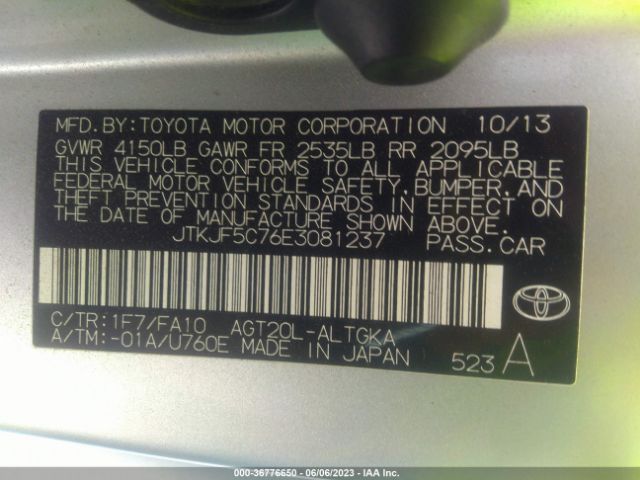 MFD.BY:TOYOTA MOTOR CORPORATION 10/13
GVWR 4150LB GAWR FR 2535LB RR 2095LB
THIS VEHICLE CONFORMS TO ALL APPLICABLE
FEDERAL MOTOR VEHICLE SAFETY,BUMPER,AND
THEFT PREVENTION STANDARDS IN EFFECT ON
THE DATE OF MANUFACTURE SHOWN ABOVE.
JTKJF5C76E3081237 PASS.CAR
C/TR:1F7/FA10 AGT20L-ALTGKA
A/TM:-01A/U760E MADE IN JAPAN
523 A
000-36776650 - 06/06/2023 - IAA Inc.